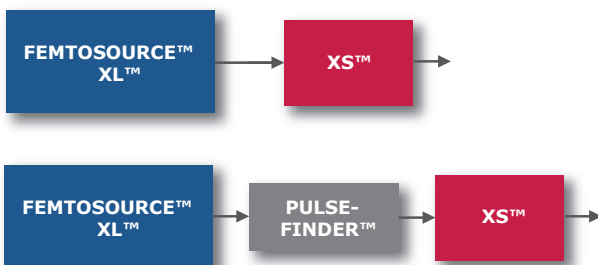 FEMTOSOURCE™
XL™
XS™
FEMTOSOURCE™
XL™
PULSE-
FINDER™
XS™